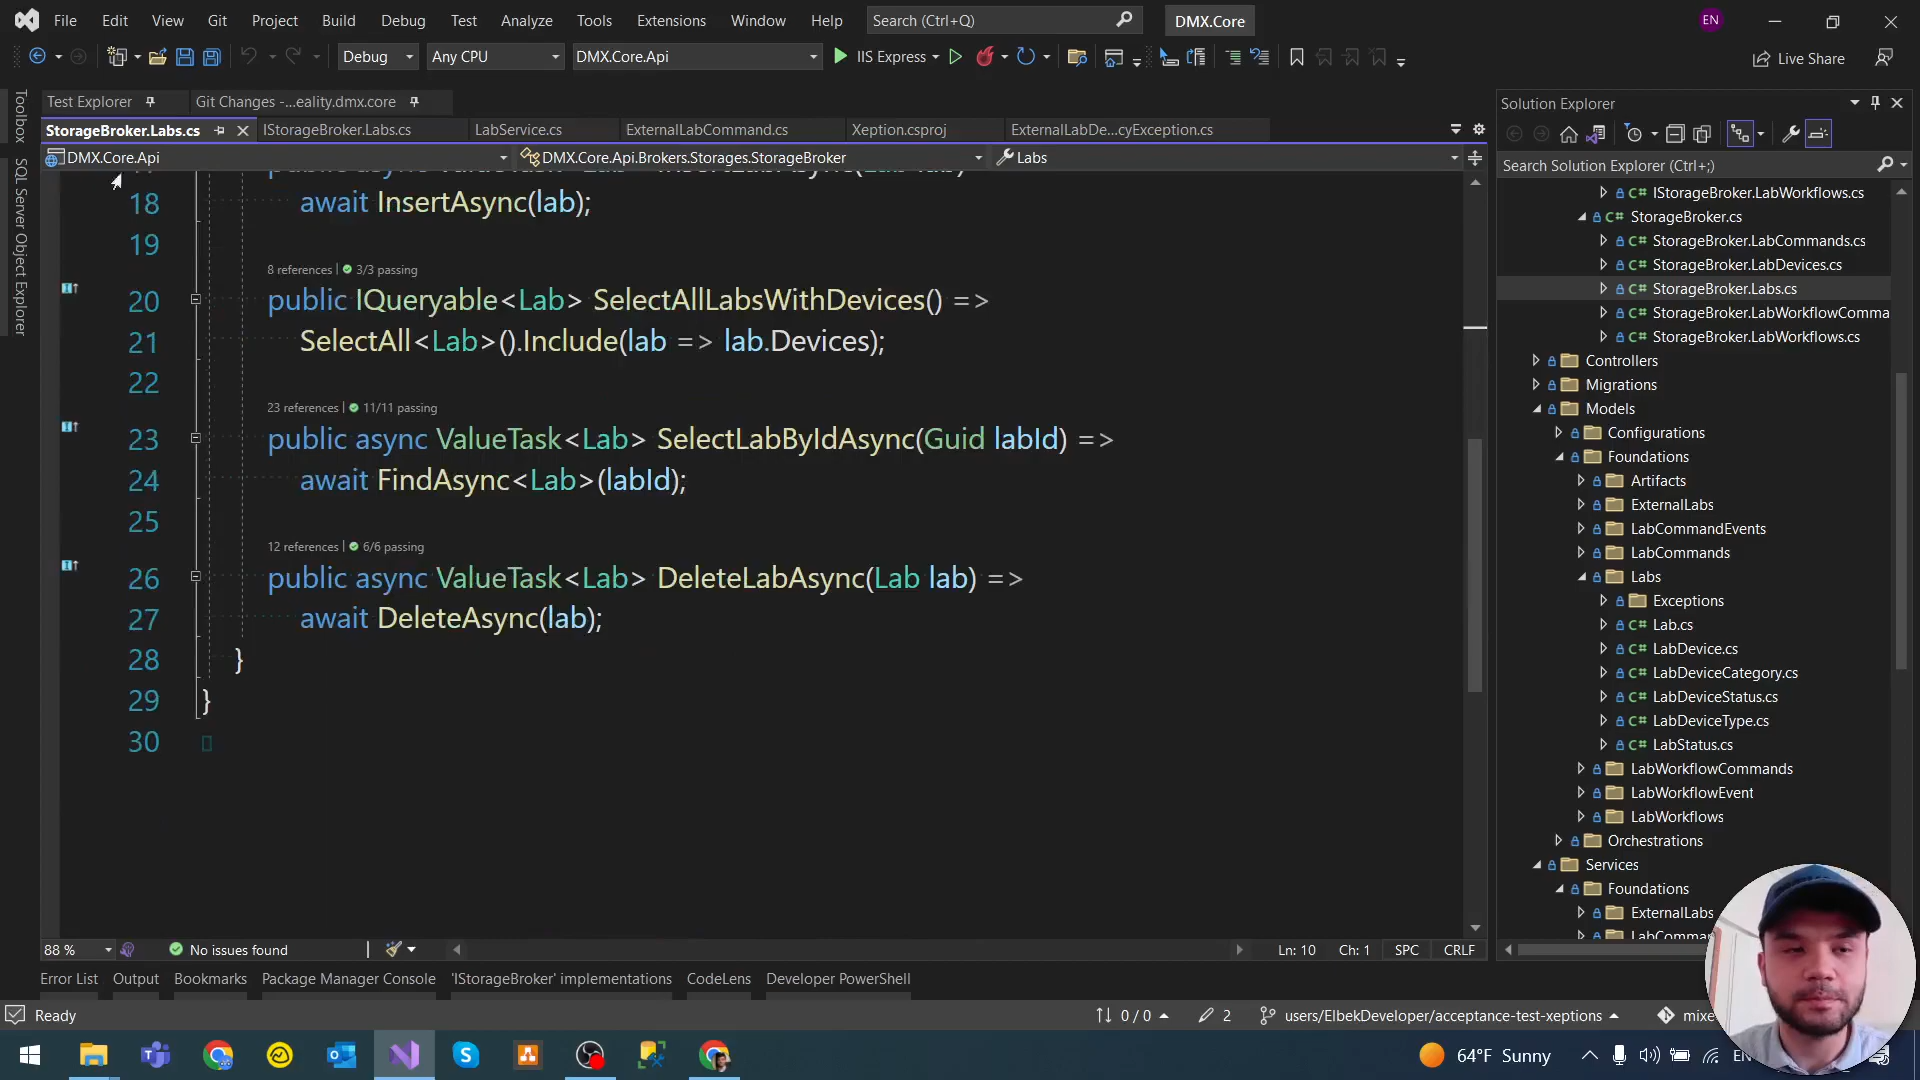 File Edit View Git Project Build Debug Test Analyze Tools Extensions Window Help Search (Ctrl+Q) DMX.Core EN
Debug Any CPU DMX.Core.Api IIS Express Live Share
Toolbox
SQL Server Object Explorer
Test Explorer Git Changes -...eality.dmx.core
StorageBroker.Labs.cs IStorageBroker.Labs.cs LabService.cs ExternalLabCommand.cs Xeption.csproj ExternalLabDe...cyException.cs
DMX.Core.Api DMX.Core.Api.Brokers.Storages.StorageBroker Labs
18 await InsertAsync(lab);
19
8 references | 3/3 passing
20 public IQueryable<Lab> SelectAllLabsWithDevices() =>
21 SelectAll<Lab>().Include(lab => lab.Devices);
22
23 references | 11/11 passing
23 public async ValueTask<Lab> SelectLabByIdAsync(Guid labId) =>
24 await FindAsync<Lab>(labId);
25
12 references | 6/6 passing
26 public async ValueTask<Lab> DeleteLabAsync(Lab lab) =>
27 await DeleteAsync(lab);
28 }
29 }
30
88 % No issues found Ln: 10 Ch: 1 SPC CRLF
Error List Output Bookmarks Package Manager Console 'IStorageBroker' implementations CodeLens Developer PowerShell
Solution Explorer
Search Solution Explorer (Ctrl+;)
C# IStorageBroker.LabWorkflows.cs
C# StorageBroker.cs
C# StorageBroker.LabCommands.cs
C# StorageBroker.LabDevices.cs
C# StorageBroker.Labs.cs
C# StorageBroker.LabWorkflowComma
C# StorageBroker.LabWorkflows.cs
Controllers
Migrations
Models
Configurations
Foundations
Artifacts
ExternalLabs
LabCommandEvents
LabCommands
Labs
Exceptions
C# Lab.cs
C# LabDevice.cs
C# LabDeviceCategory.cs
C# LabDeviceStatus.cs
C# LabDeviceType.cs
C# LabStatus.cs
LabWorkflowCommands
LabWorkflowEvent
LabWorkflows
Orchestrations
Services
Foundations
ExternalLabs
Ready 0 / 0 2 users/ElbekDeveloper/acceptance-test-xeptions
64°F Sunny